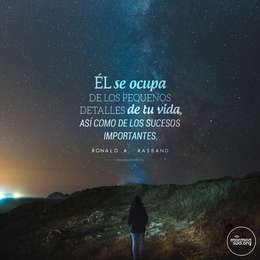 ÉL se ocupa
DE LOS PEQUEÑOS
DETALLES de tu vida,
ASÍ COMO DE LOS SUCESOS
IMPORTANTES.
RONALD A. RASBAND